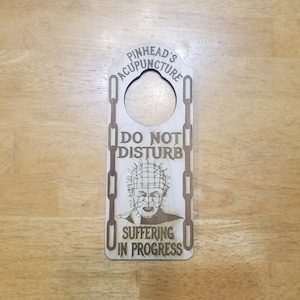 PINHEAD'S
ACUPUNCTURE
DO NOT
DISTURB
SUFFERING
IN PROGRESS